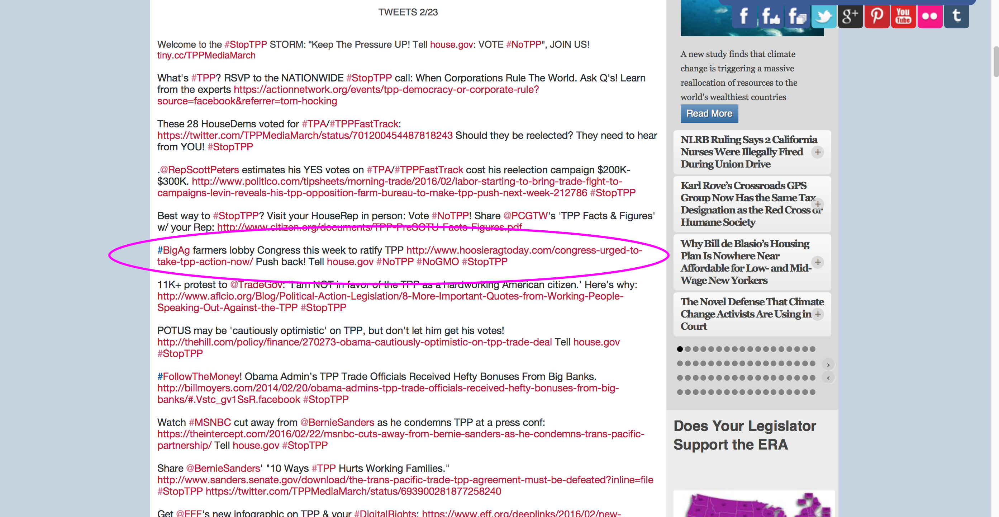 TWEETS 2/23
Welcome to the #StopTPP STORM: “Keep The Pressure UP! Tell house.gov: VOTE #NoTPP", JOIN US!
tiny.cc/TPPMediaMarch
What's #TPP? RSVP to the NATIONWIDE #StopTPP call: When Corporations Rule The World. Ask Q's! Learn
from the experts https://actionnetwork.org/events/tpp-democracy-or-corporate-rule?
source=facebook&referrer=tom-hocking
These 28 HouseDems voted for #TPA/#TPPFastTrack:
https://twitter.com/TPPMediaMarch/status/701200454487818243 Should they be reelected? They need to hear
from YOU! #StopTPP
.@RepScottPeters estimates his YES votes on #TPA/#TPPFastTrack cost his reelection campaign $200K-
$300K. http://www.politico.com/tipsheets/morning-trade/2016/02/labor-starting-to-bring-trade-fight-to-
campaigns-levin-reveals-his-tpp-opposition-farm-bureau-to-make-tpp-push-next-week-212786 #StopTPP
Best way to #StopTPP? Visit your HouseRep in person: Vote #NoTPP! Share @PCGTW's 'TPP Facts & Figures'
w/ your Rep: http://www.citizen.org/documents/TPP-PreSOTU-Facts-Figures.pdf
#BigAg farmers lobby Congress this week to ratify TPP http://www.hoosieragtoday.com/congress-urged-to-
take-tpp-action-now/ Push back! Tell house.gov #NoTPP #NoGMO #StopTPP
11K+ protest to @TradeGov: 'I am NOT in favor of the TPP as a hardworking American citizen.’ Here’s why:
http://www.aflcio.org/Blog/Political-Action-Legislation/8-More-Important-Quotes-from-Working-People-
Speaking-Out-Against-the-TPP #StopTPP
POTUS may be 'cautiously optimistic' on TPP, but don't let him get his votes!
http://thehill.com/policy/finance/270273-obama-cautiously-optimistic-on-tpp-trade-deal Tell house.gov
#StopTPP
#FollowTheMoney! Obama Admin’s TPP Trade Officials Received Hefty Bonuses From Big Banks.
http://billmoyers.com/2014/02/20/obama-admins-tpp-trade-officials-received-hefty-bonuses-from-big-
banks/#.Vstc_gv1SsR.facebook #StopTPP
Watch #MSNBC cut away from @BernieSanders as he condemns TPP at a press conf:
https://theintercept.com/2016/02/22/msnbc-cuts-away-from-bernie-sanders-as-he-condemns-trans-pacific-
partnership/ Tell house.gov #StopTPP
Share @BernieSanders' "10 Ways #TPP Hurts Working Families."
http://www.sanders.senate.gov/download/the-trans-pacific-trade-tpp-agreement-must-be-defeated?inline=file
#StopTPP https://twitter.com/TPPMediaMarch/status/693900281877258240
Get @EFF's new infographic on TPP & your #DigitalRights: https://www.eff.org/deeplinks/2016/02/new-
f f f g+ You Tube t
A new study finds that climate
change is triggering a massive
reallocation of resources to the
world's wealthiest countries
Read More
NLRB Ruling Says 2 California
Nurses Were Illegally Fired
During Union Drive
Karl Rove’s Crossroads GPS
Group Now Has the Same Tax
Designation as the Red Cross or
Humane Society
Why Bill de Blasio’s Housing
Plan Is Nowhere Near
Affordable for Low- and Mid-
Wage New Yorkers
The Novel Defense That Climate
Change Activists Are Using in
Court
Does Your Legislator
Support the ERA